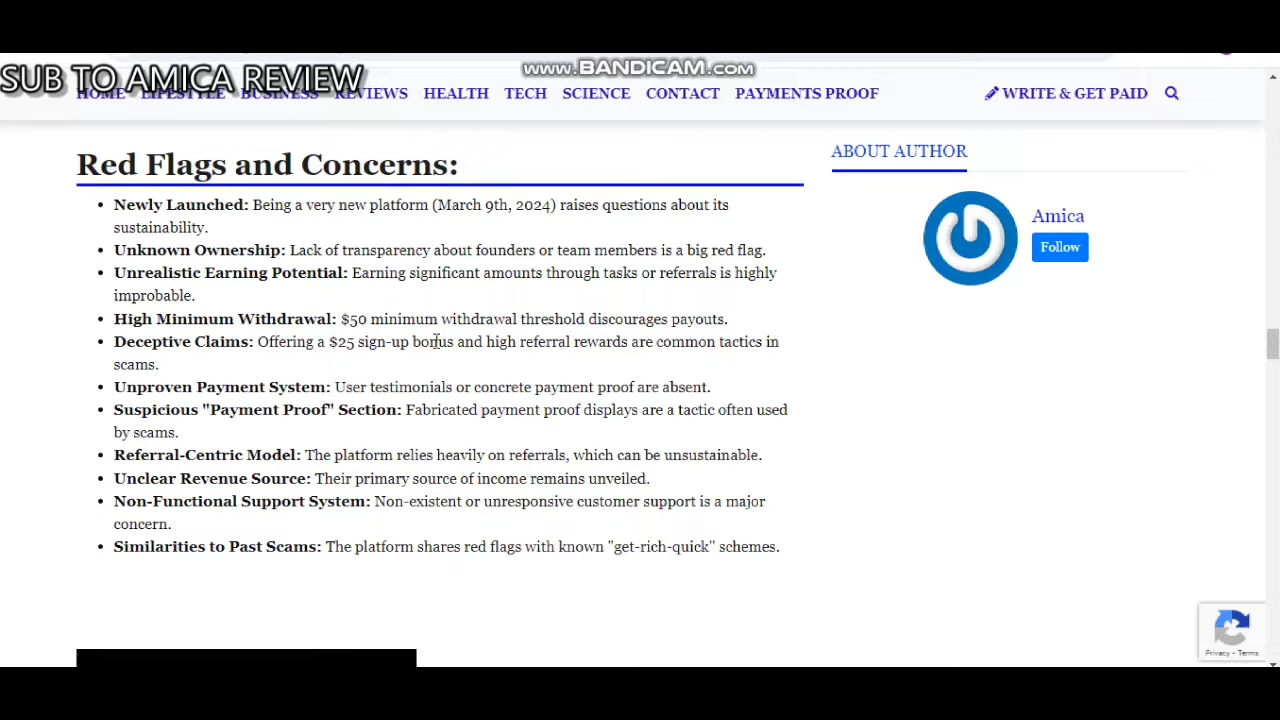 www.BANDICAM.com
SUB TO AMICA REVIEW
HOME LIFESTYLE BUSINESS REVIEWS HEALTH TECH SCIENCE CONTACT PAYMENTS PROOF WRITE & GET PAID
Red Flags and Concerns:
• Newly Launched: Being a very new platform (March 9th, 2024) raises questions about its
sustainability.
• Unknown Ownership: Lack of transparency about founders or team members is a big red flag.
• Unrealistic Earning Potential: Earning significant amounts through tasks or referrals is highly
improbable.
• High Minimum Withdrawal: $50 minimum withdrawal threshold discourages payouts.
• Deceptive Claims: Offering a $25 sign-up bonus and high referral rewards are common tactics in
scams.
• Unproven Payment System: User testimonials or concrete payment proof are absent.
• Suspicious "Payment Proof" Section: Fabricated payment proof displays are a tactic often used
by scams.
• Referral-Centric Model: The platform relies heavily on referrals, which can be unsustainable.
• Unclear Revenue Source: Their primary source of income remains unveiled.
• Non-Functional Support System: Non-existent or unresponsive customer support is a major
concern.
• Similarities to Past Scams: The platform shares red flags with known "get-rich-quick" schemes.
ABOUT AUTHOR
Amica
Follow
Privacy - Terms